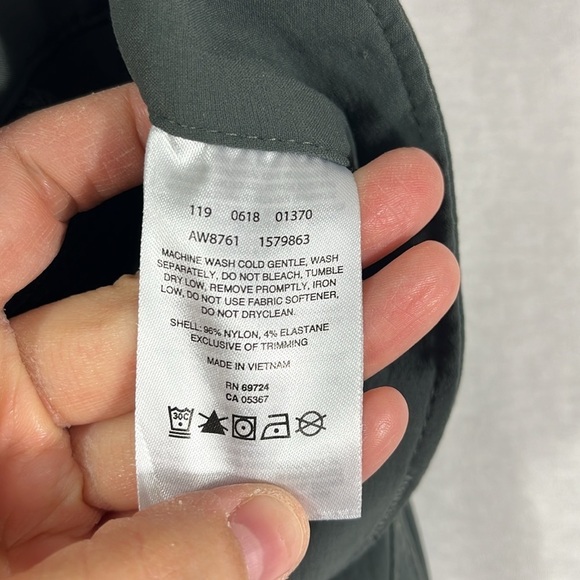 119 0618 01370
AW8761 1579863
MACHINE WASH COLD GENTLE, WASH
SEPARATELY, DO NOT BLEACH, TUMBLE
DRY LOW, REMOVE PROMPTLY, IRON
LOW, DO NOT USE FABRIC SOFTENER,
DO NOT DRYCLEAN.
SHELL: 96% NYLON, 4% ELASTANE
EXCLUSIVE OF TRIMMING
MADE IN VIETNAM
RN 69724
CA 05367
30C